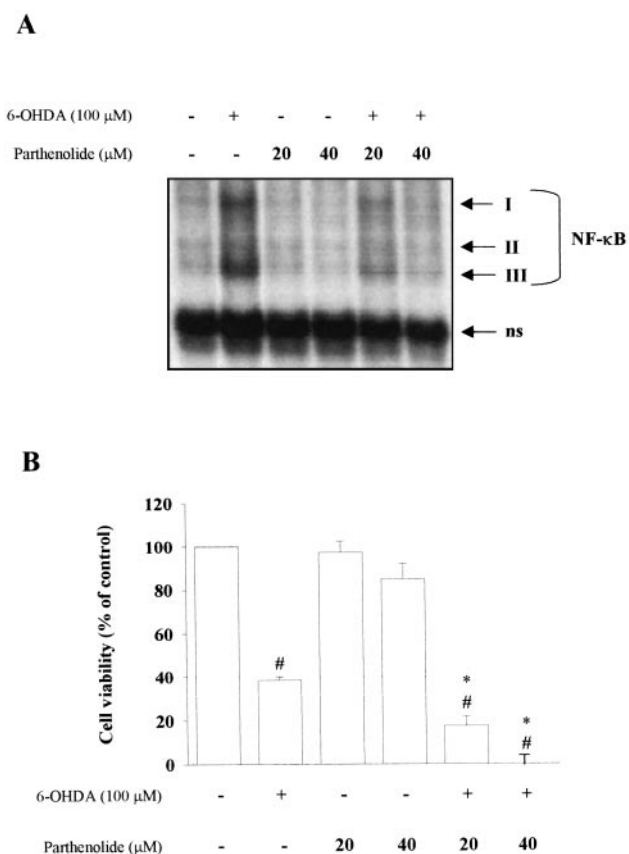 A
6-OHDA (100 μM) - + - - + +
Parthenolide (μM) - - 20 40 20 40
I
II
NF-κB
III
ns
B
120
100
80
60
40
20
0
Cell viability (% of control)
#
*
#
*
#
6-OHDA (100 μM) - + - - + +
Parthenolide (μM) - - 20 40 20 40